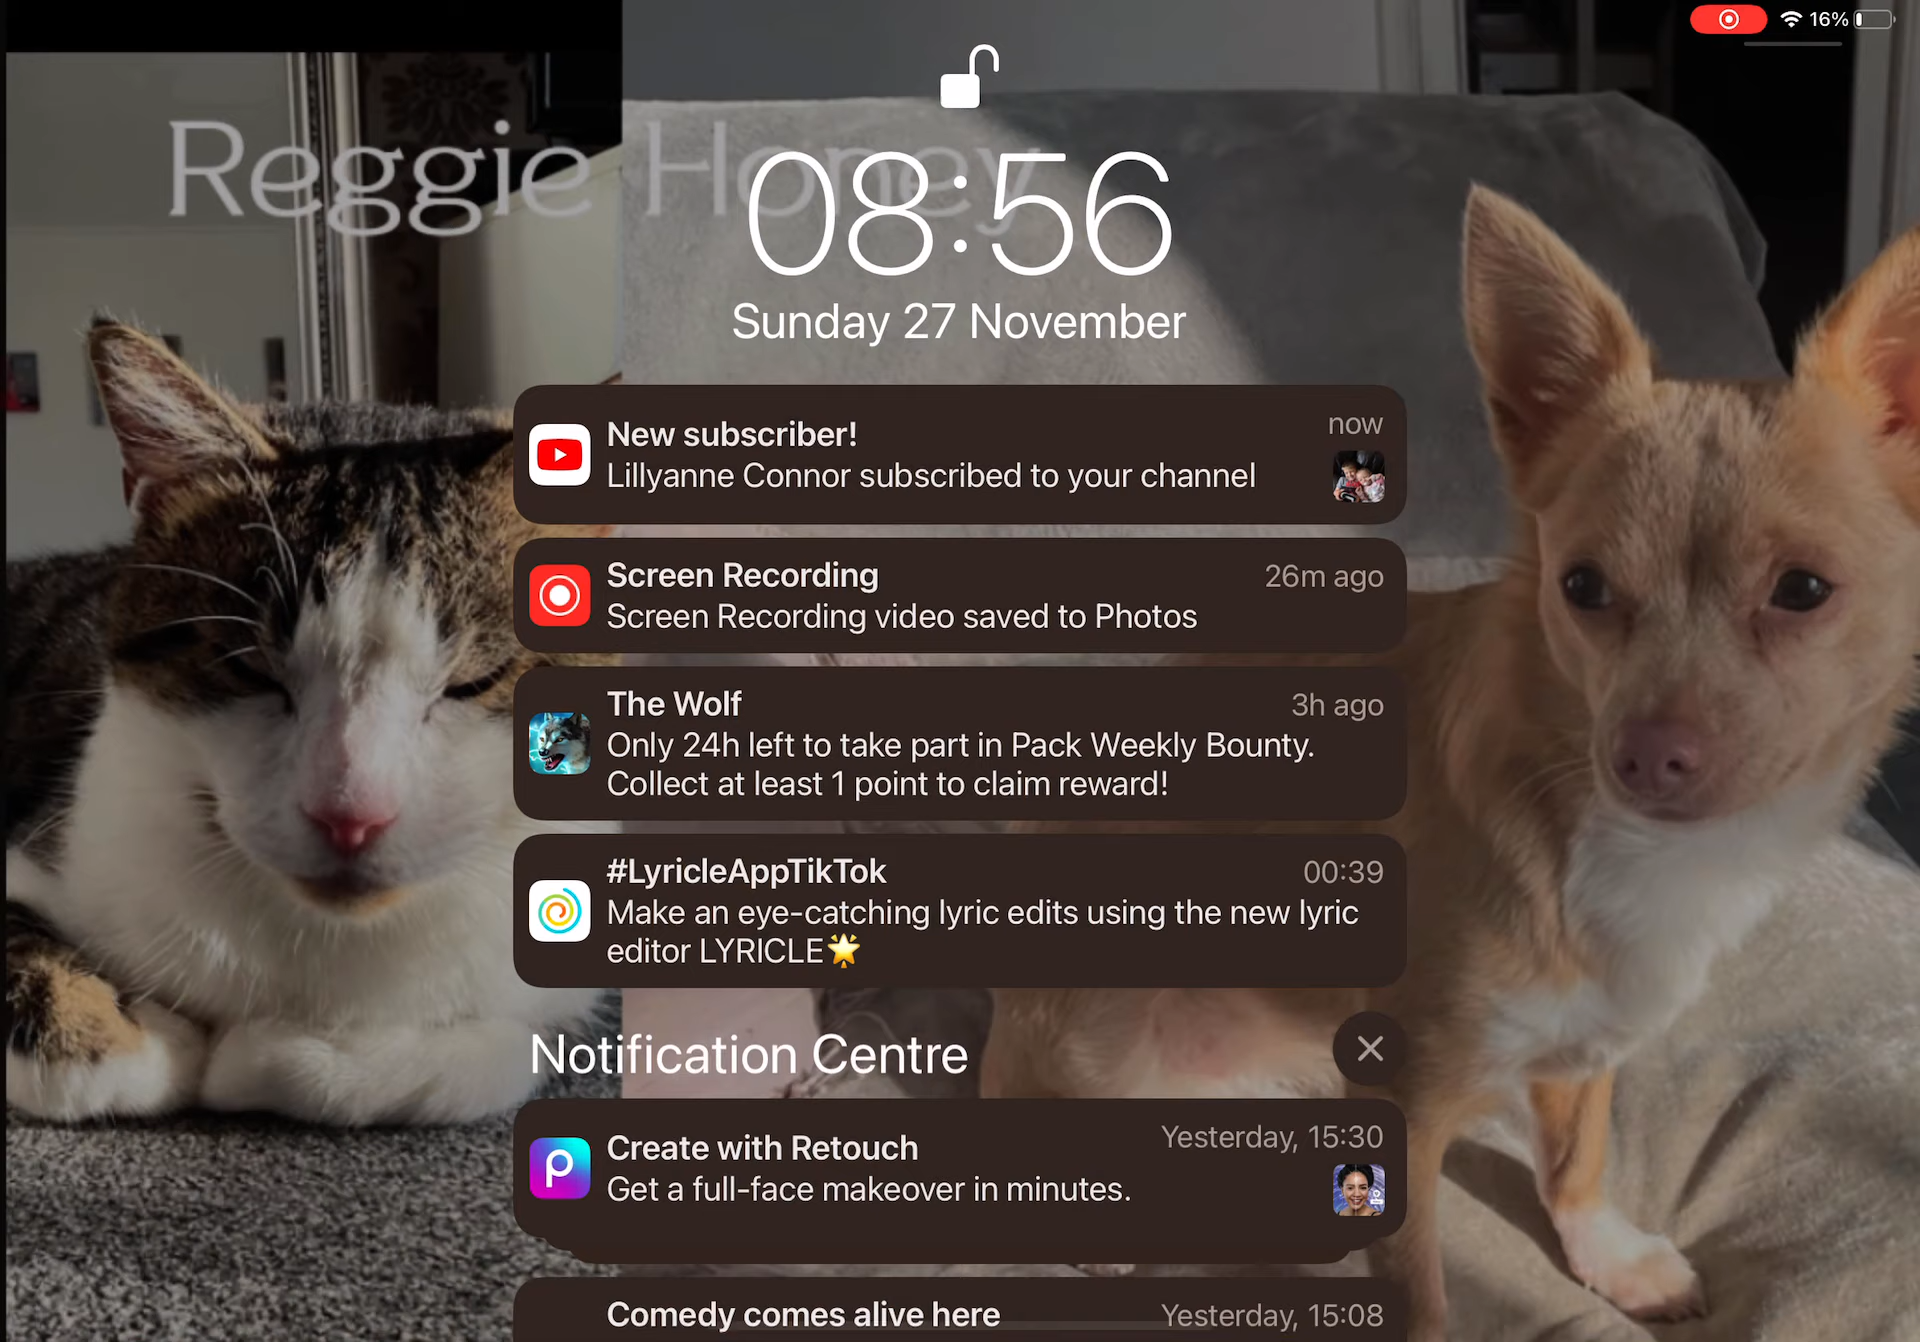 16%
Reggie Honey
08:56
Sunday 27 November
New subscriber!
now
Lillyanne Connor subscribed to your channel
Screen Recording
26m ago
Screen Recording video saved to Photos
The Wolf
3h ago
Only 24h left to take part in Pack Weekly Bounty.
Collect at least 1 point to claim reward!
#LyricleAppTikTok
00:39
Make an eye-catching lyric edits using the new lyric
editor LYRICLE🌟
Notification Centre
Create with Retouch
Yesterday, 15:30
Get a full-face makeover in minutes.
Comedy comes alive here
Yesterday, 15:08